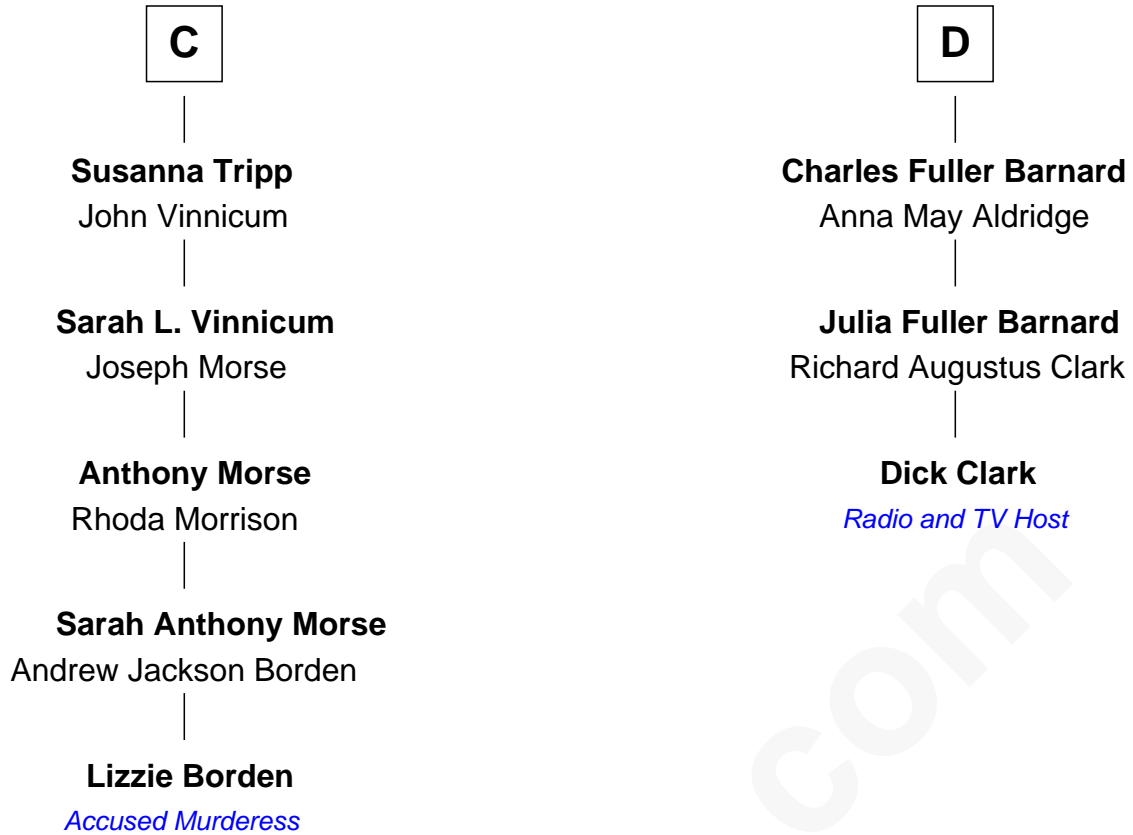 C
Susanna Tripp
John Vinnicum
Sarah L. Vinnicum
Joseph Morse
Anthony Morse
Rhoda Morrison
Sarah Anthony Morse
Andrew Jackson Borden
Lizzie Borden
Accused Murderess
D
Charles Fuller Barnard
Anna May Aldridge
Julia Fuller Barnard
Richard Augustus Clark
Dick Clark
Radio and TV Host
com